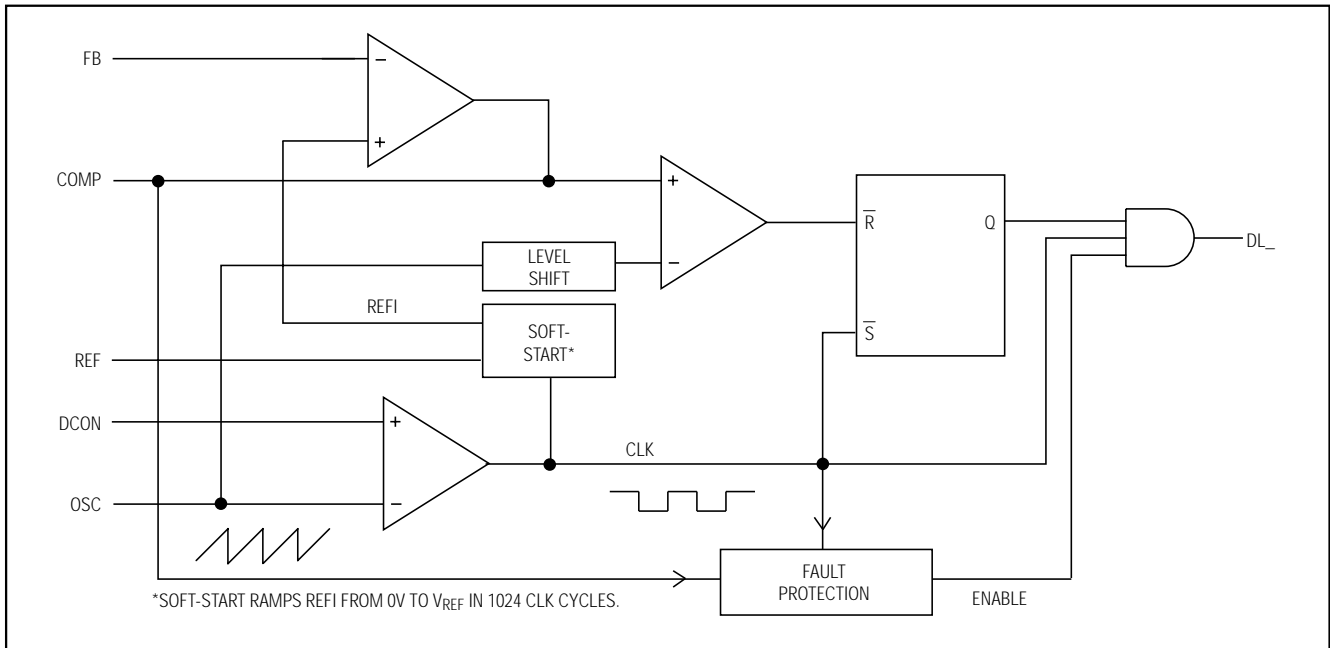 FB
−
+
COMP
+
−
LEVEL
SHIFT
R̅
Q
DL_
REFI
SOFT-
START*
S̅
REF
DCON
+
CLK
OSC
−
FAULT
PROTECTION
ENABLE
*SOFT-START RAMPS REFI FROM 0V TO VREF IN 1024 CLK CYCLES.